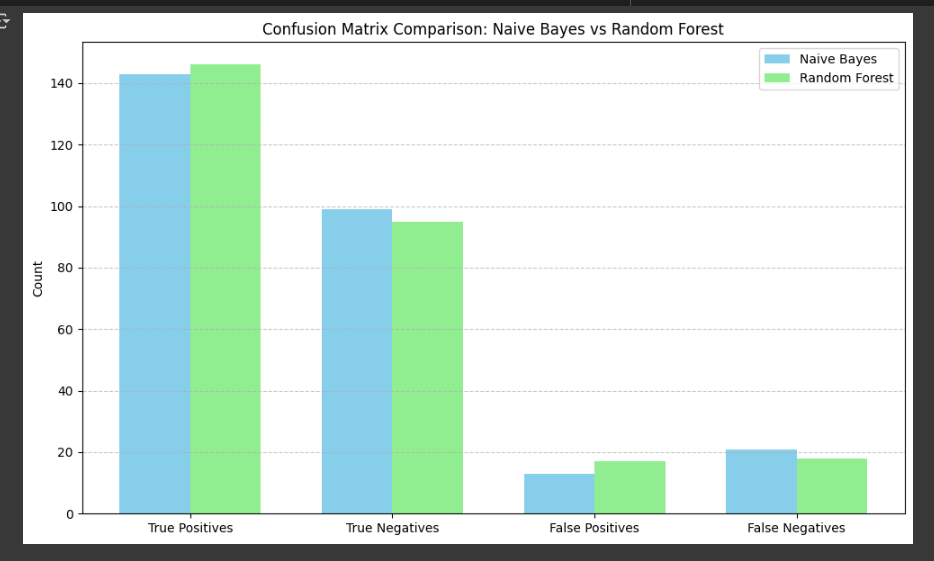 Confusion Matrix Comparison: Naive Bayes vs Random Forest
Naive Bayes
Random Forest
Count
140
120
100
80
60
40
20
0
True Positives
True Negatives
False Positives
False Negatives